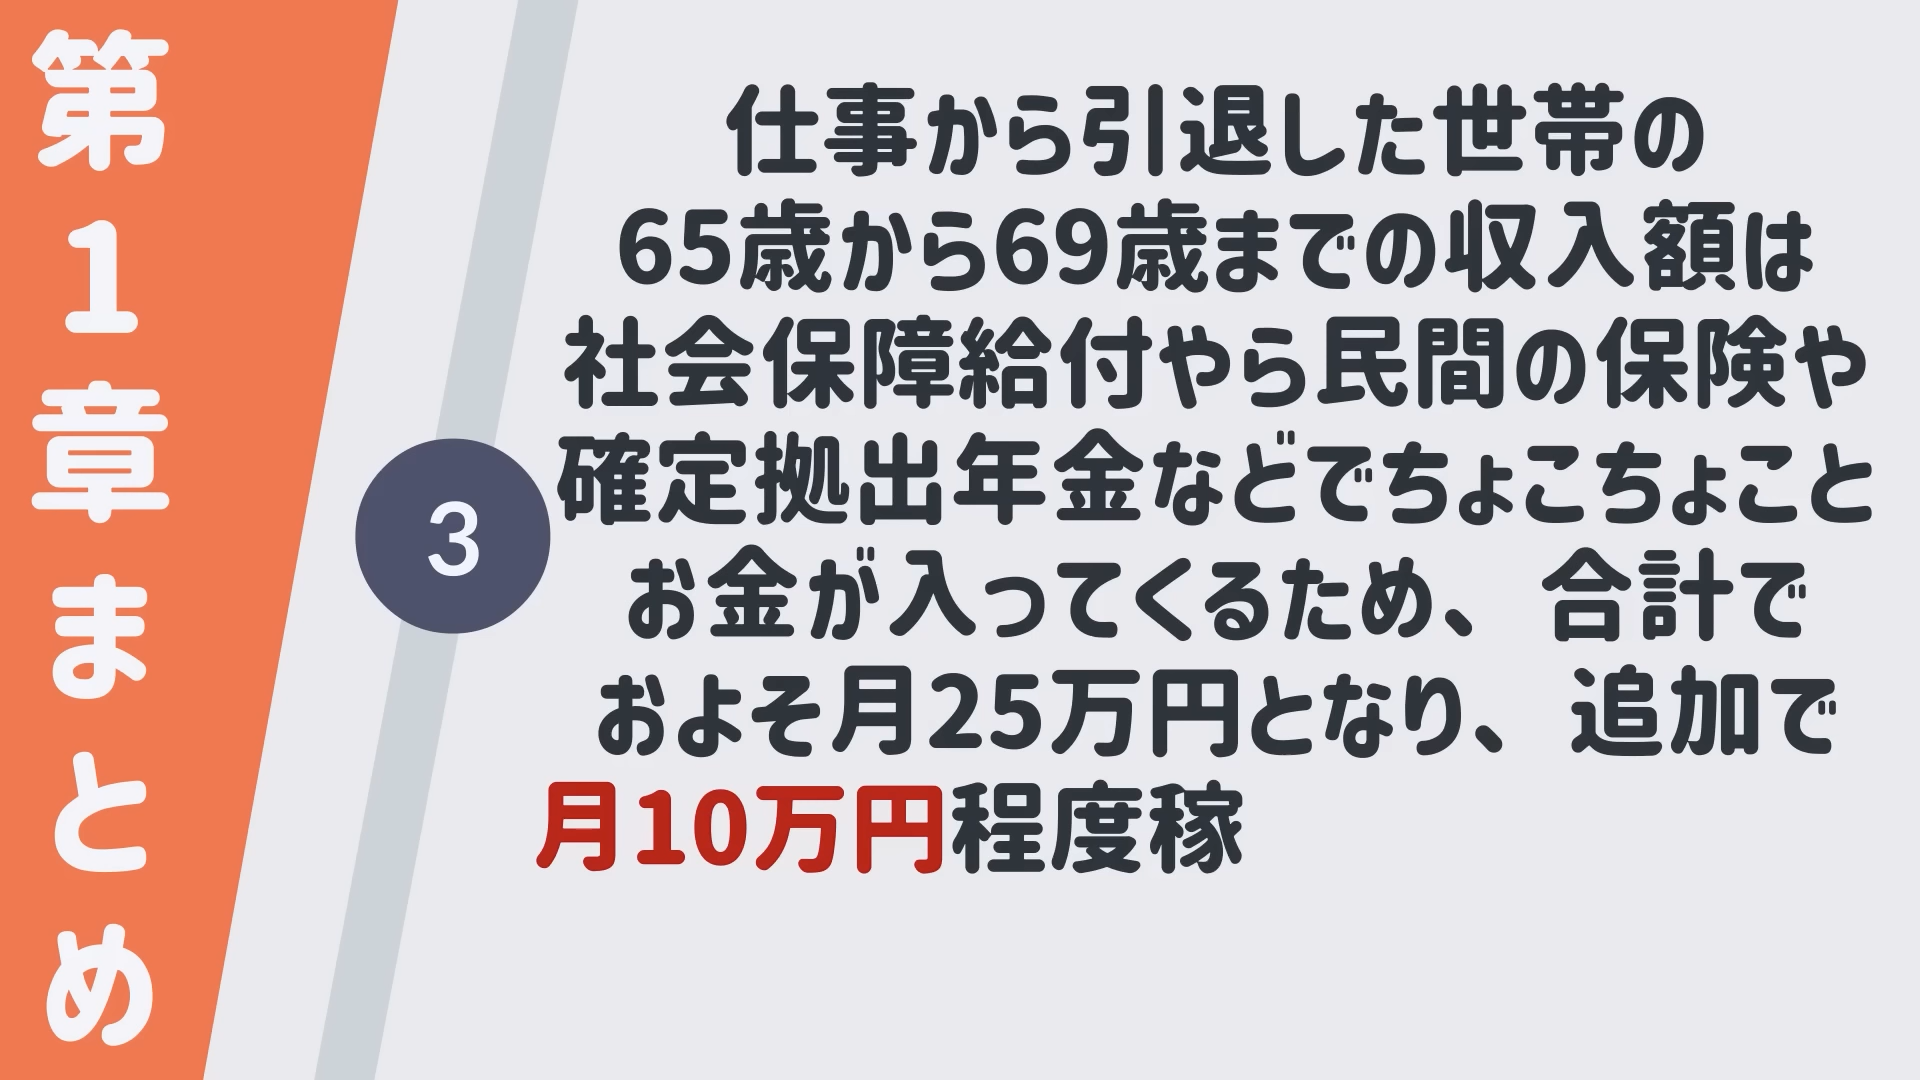 第1章まとめ
3
仕事から引退した世帯の
65歳から69歳までの収入額は
社会保障給付やら民間の保険や
確定拠出年金などでちょこちょこと
お金が入ってくるため、合計で
およそ月25万円となり、追加で
月10万円程度稼